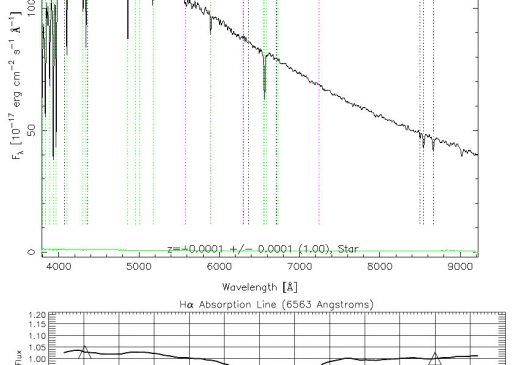 100
50
0
F_λ [10^-17 erg cm^-2 s^-1 Å^-1]
z=+0.0001 +/- 0.0001 (1.00), Star
4000 5000 6000 7000 8000 9000
Wavelength [Å]
Hα Absorption Line (6563 Angstroms)
1.20
1.15
1.10
1.05
1.00
Flux